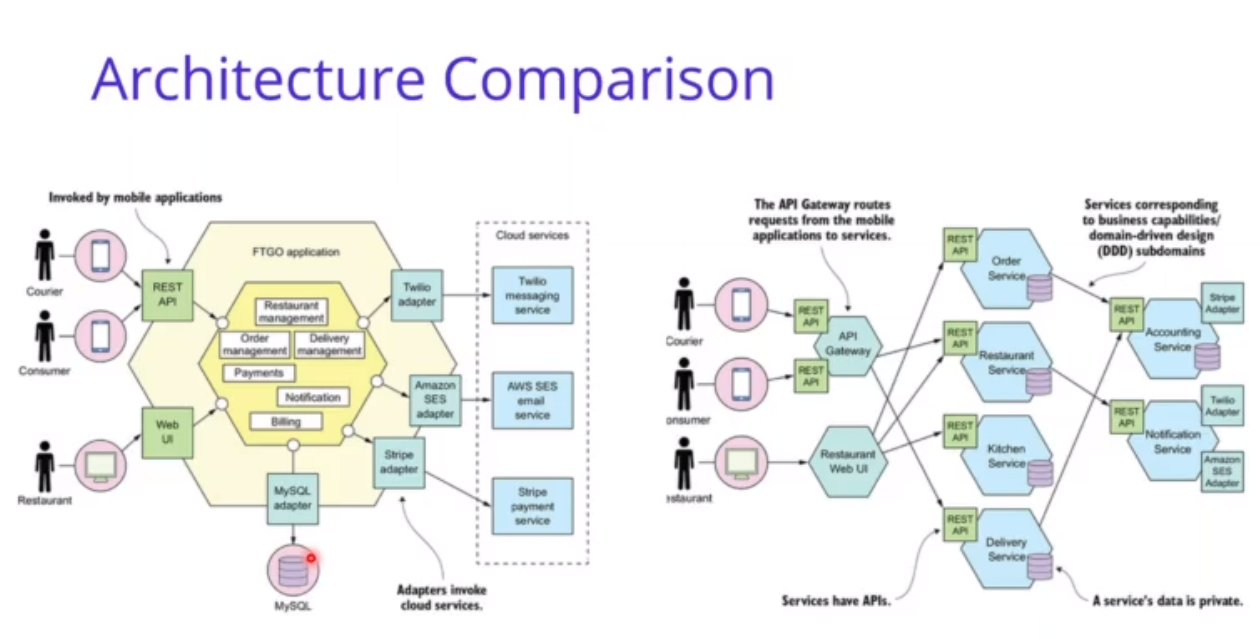 Architecture Comparison
Invoked by mobile applications
Courier
Consumer
Restaurant
REST
API
Web
UI
FTGO application
Restaurant
management
Order
management
Delivery
management
Payments
Notification
Billing
MySQL
adapter
MySQL
Twilio
adapter
Amazon
SES
adapter
Stripe
adapter
Adapters invoke
cloud services.
Cloud services
Twilio
messaging
service
AWS SES
email
service
Stripe
payment
service
The API Gateway routes
requests from the mobile
applications to services.
Courier
onsumer
estaurant
REST
API
REST
API
API
Gateway
Restaurant
Web UI
REST
API
Order
Service
REST
API
Restaurant
Service
REST
API
Kitchen
Service
REST
API
Delivery
Service
Services have APIs.
Services corresponding
to business capabilities/
domain-driven design
(DDD) subdomains
REST
API
Accounting
Service
Stripe
Adapter
REST
API
Notification
Service
Twilio
Adapter
Amazon
SES
Adapter
A service's data is private.